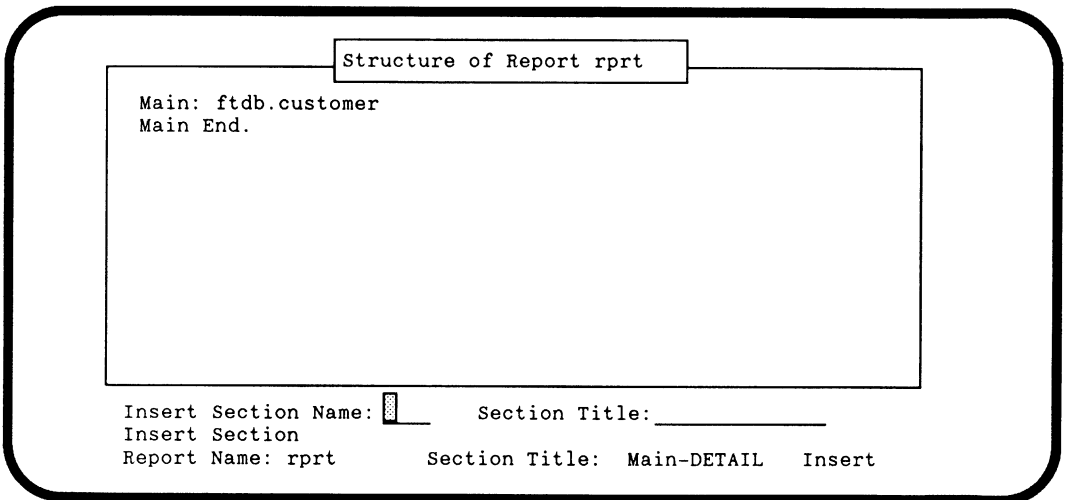 Structure of Report rprt
Main: ftdb.customer
Main End.
Insert Section Name: Section Title:
Insert Section
Report Name: rprt Section Title: Main-DETAIL Insert